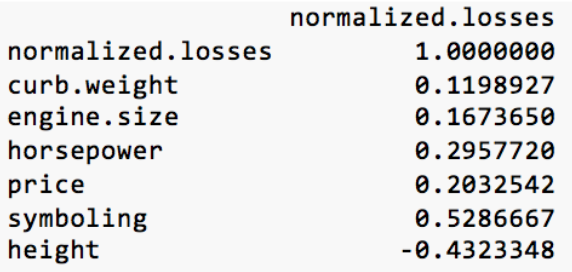 normalized.losses
normalized.losses 1.0000000
curb.weight 0.1198927
engine.size 0.1673650
horsepower 0.2957720
price 0.2032542
symboling 0.5286667
height -0.4323348